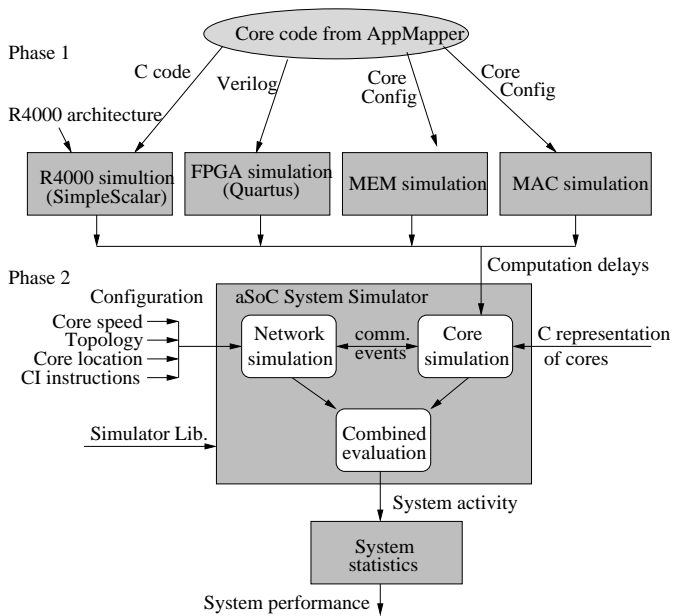 Core code from AppMapper
Phase 1
C code
Verilog
Core
Config
Core
Config
R4000 architecture
R4000 simultion
(SimpleScalar)
FPGA simulation
(Quartus)
MEM simulation
MAC simulation
Computation delays
Phase 2
Configuration
aSoC System Simulator
Core speed
Topology
Core location
CI instructions
Network
simulation
comm.
events
Core
simulation
C representation
of cores
Simulator Lib.
Combined
evaluation
System activity
System
statistics
System performance